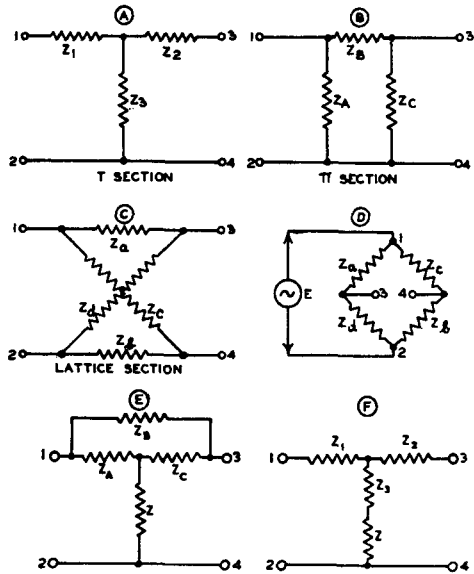 A
1 Z1 Z2 3
Z3
2 4
T SECTION
B
1 ZB 3
ZA ZC
2 4
π SECTION
C
1 Za 3
Zd Zc
2 Zb 4
LATTICE SECTION
D
1
Za Zc
E 3 4
Zd Zb
2
E
ZB
1 ZA ZC 3
Z
2 4
F
1 Z1 Z2 3
Z3
Z
2 4